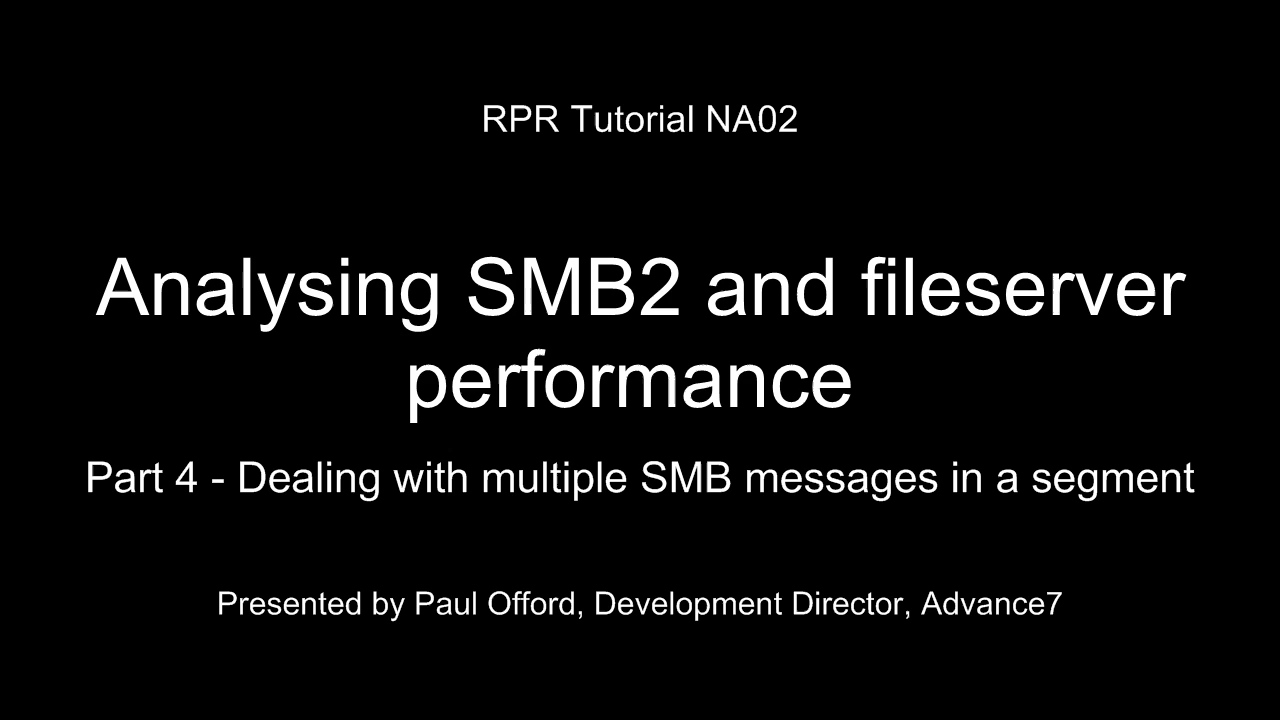 RPR Tutorial NA02
Analysing SMB2 and fileserver
performance
Part 4 - Dealing with multiple SMB messages in a segment
Presented by Paul Offord, Development Director, Advance7